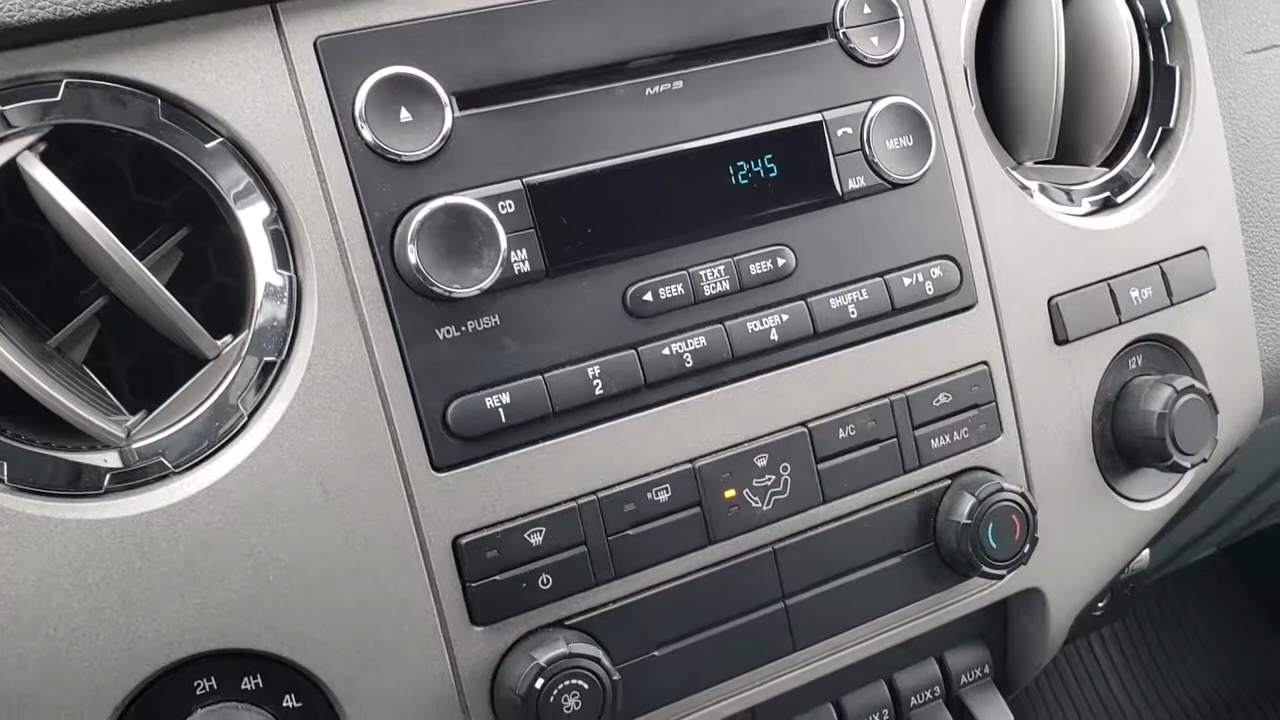 MP3
12:45
MENU
CD
AUX
AM
FM
SEEK
TEXT
SCAN
SEEK
VOL•PUSH
REW
1
FF
2
FOLDER
3
FOLDER
4
SHUFFLE
5
OK
6
OFF
12V
A/C
MAX A/C
R
2H
4H
4L
AUX 3
AUX 4